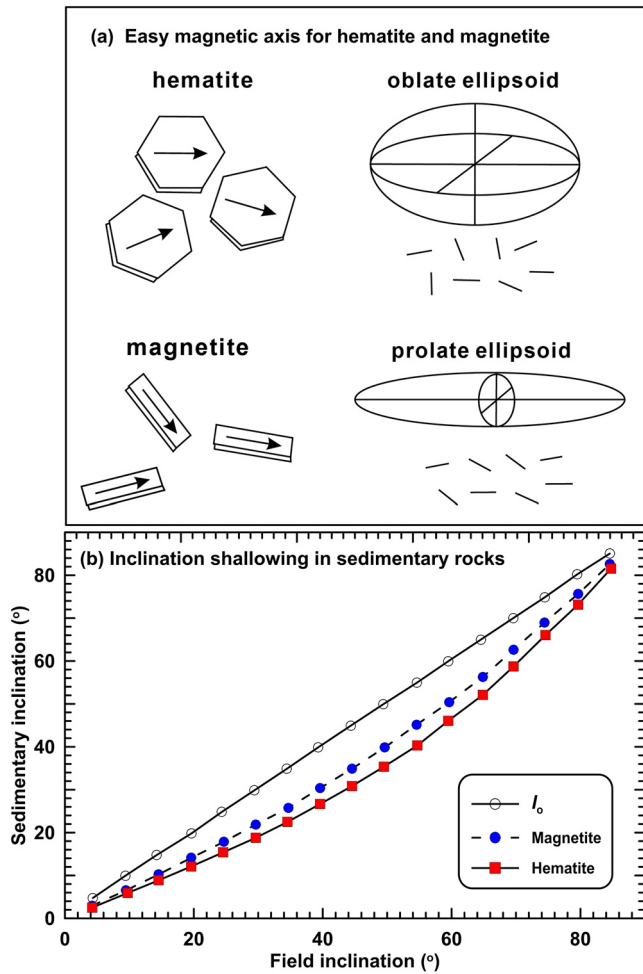 (a) Easy magnetic axis for hematite and magnetite
hematite
oblate ellipsoid
magnetite
prolate ellipsoid
(b) Inclination shallowing in sedimentary rocks
80
60
40
20
0
Sedimentary inclination (o)
Io
Magnetite
Hematite
0 20 40 60 80
Field inclination (o)